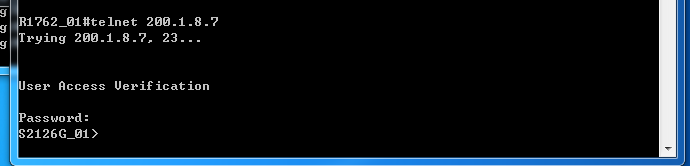 R1762_01#telnet 200.1.8.7
Trying 200.1.8.7, 23...
User Access Verification
Password:
S2126G_01>